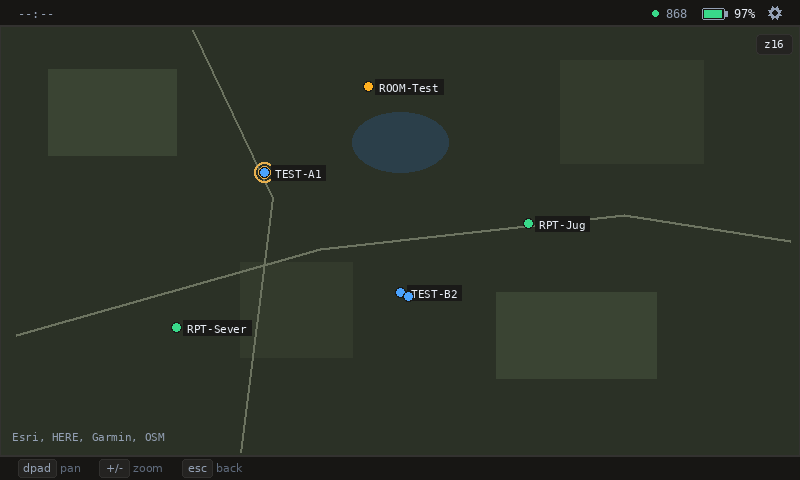 --:-- 868 97%
z16
ROOM-Test
TEST-A1
RPT-Jug
TEST-B2
RPT-Sever
Esri, HERE, Garmin, OSM
dpad pan +/- zoom esc back